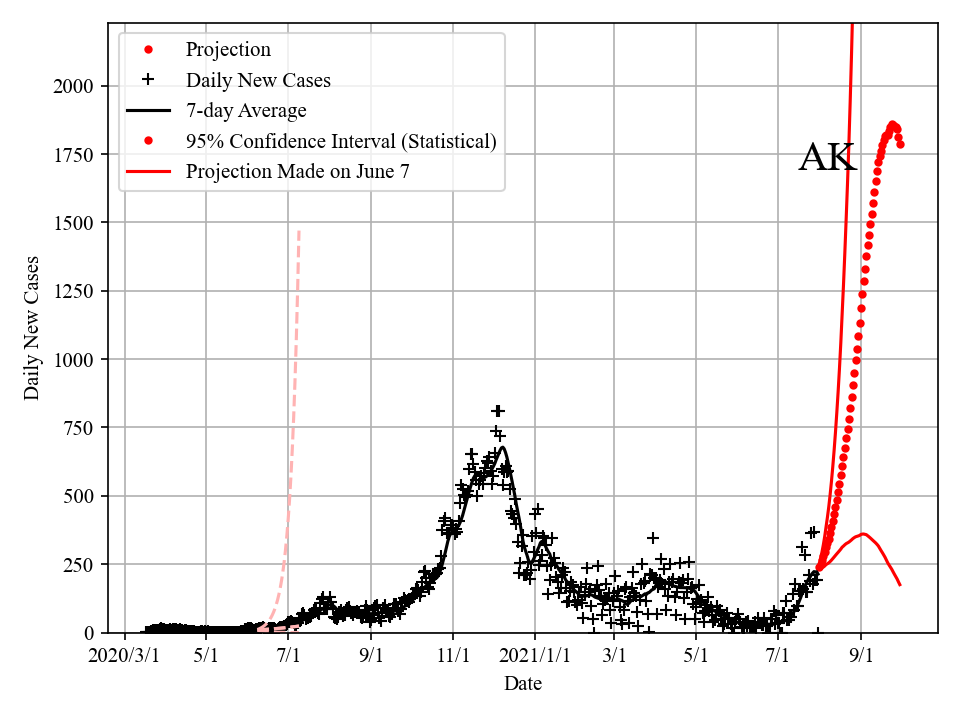 Projection
Daily New Cases
7-day Average
95% Confidence Interval (Statistical)
Projection Made on June 7
AK
2000
1750
1500
1250
1000
750
500
250
0
Daily New Cases
2020/3/1 5/1 7/1 9/1 11/1 2021/1/1 3/1 5/1 7/1 9/1
Date